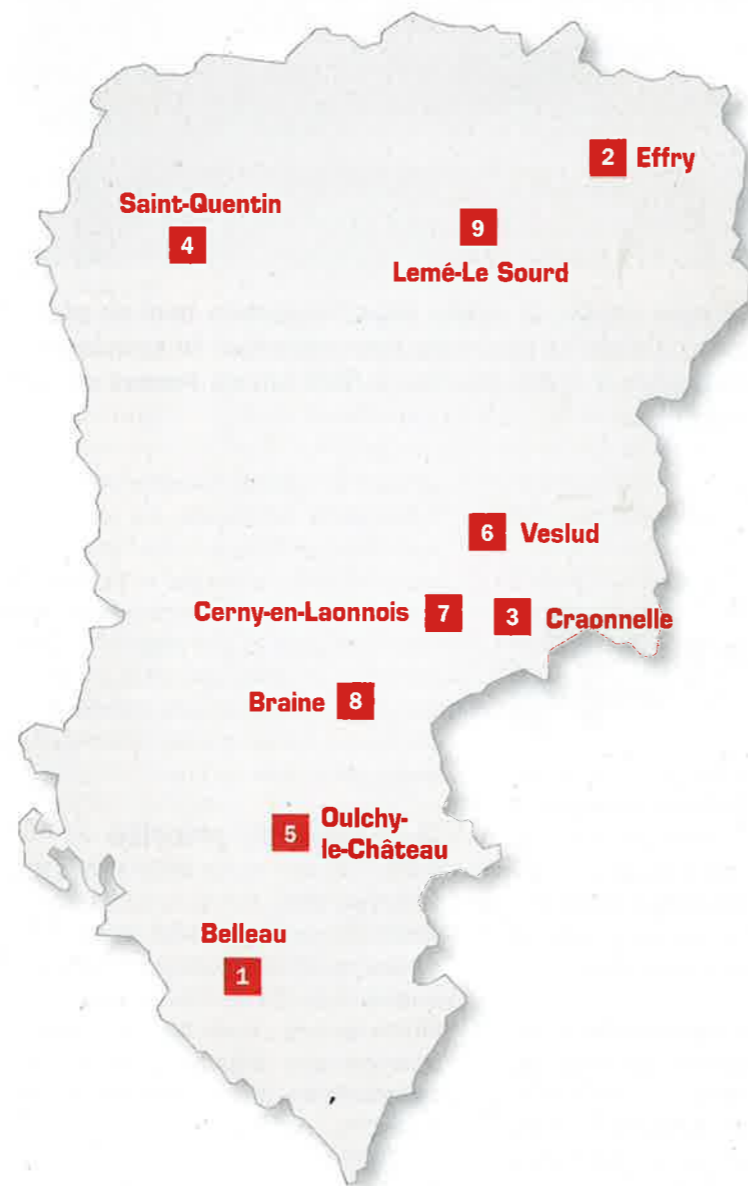 2 Effry
Saint-Quentin
4
9
Lemé-Le Sourd
6 Veslud
Cerny-en-Laonnois 7
3 Craonnelle
Braine 8
5 Oulchy-
le-Château
Belleau
1